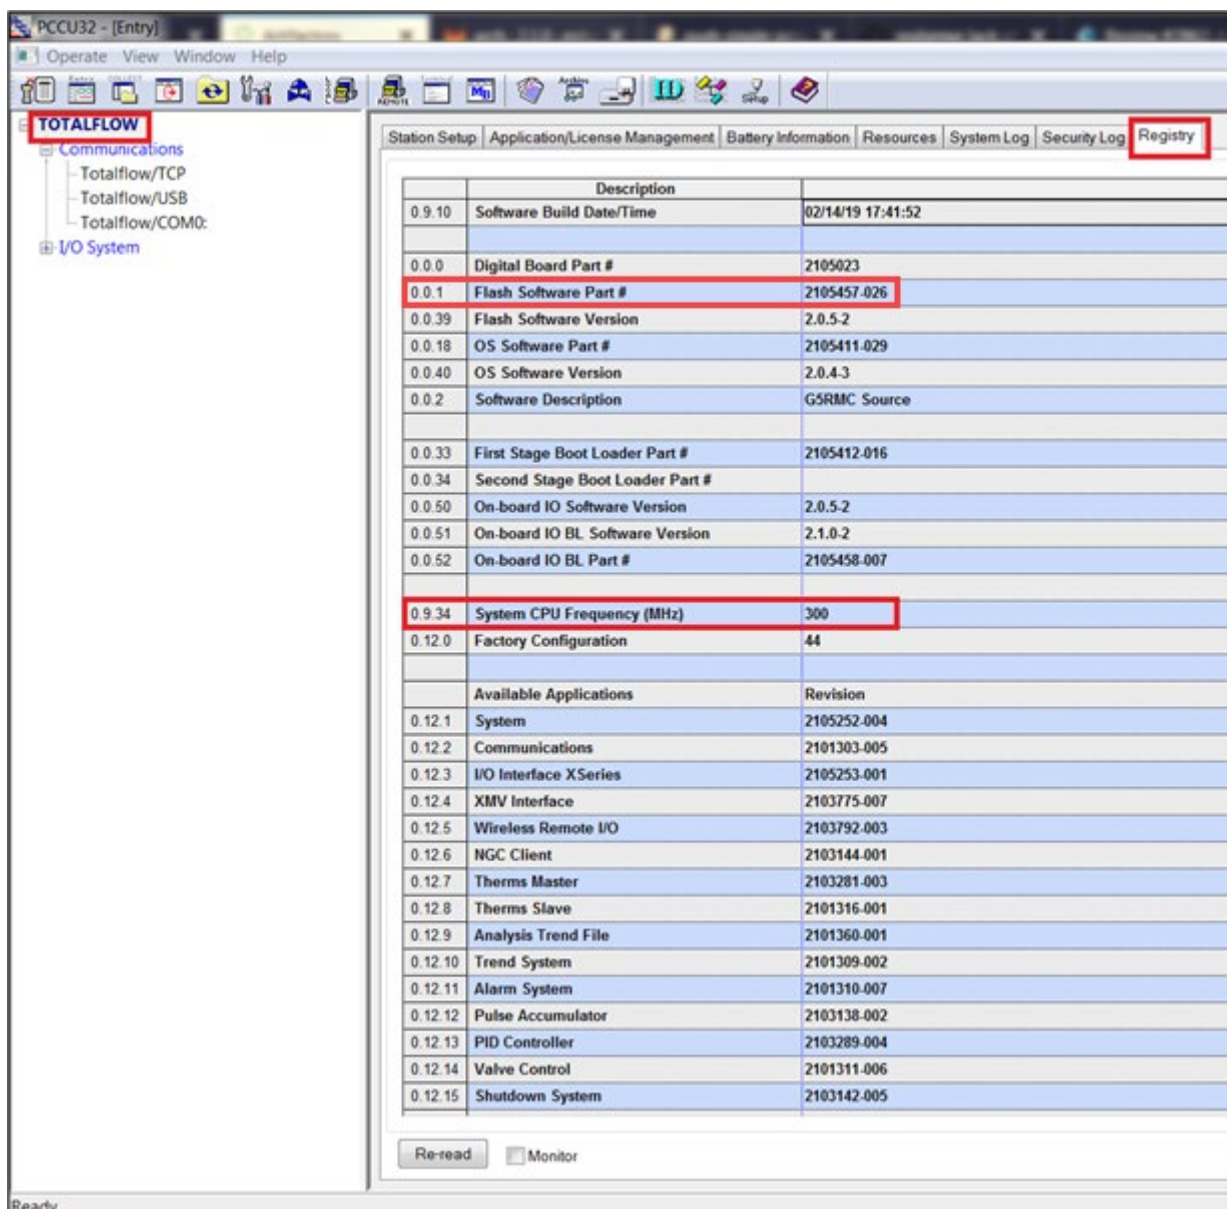 PCCU32 - [Entry]
Operate View Window Help
Entry COLLECT REMOTE Terminal Archive Setup
TOTALFLOW
Communications
Totalflow/TCP
Totalflow/USB
Totalflow/COM0:
I/O System
Station Setup Application/License Management Battery Information Resources System Log Security Log Registry
Description
0.9.10 Software Build Date/Time 02/14/19 17:41:52
0.0.0 Digital Board Part # 2105023
0.0.1 Flash Software Part # 2105457-026
0.0.39 Flash Software Version 2.0.5-2
0.0.18 OS Software Part # 2105411-029
0.0.40 OS Software Version 2.0.4-3
0.0.2 Software Description G5RMC Source
0.0.33 First Stage Boot Loader Part # 2105412-016
0.0.34 Second Stage Boot Loader Part #
0.0.50 On-board IO Software Version 2.0.5-2
0.0.51 On-board IO BL Software Version 2.1.0-2
0.0.52 On-board IO BL Part # 2105458-007
0.9.34 System CPU Frequency (MHz) 300
0.12.0 Factory Configuration 44
Available Applications Revision
0.12.1 System 2105252-004
0.12.2 Communications 2101303-005
0.12.3 I/O Interface XSeries 2105253-001
0.12.4 XMV Interface 2103775-007
0.12.5 Wireless Remote I/O 2103792-003
0.12.6 NGC Client 2103144-001
0.12.7 Therms Master 2103281-003
0.12.8 Therms Slave 2101316-001
0.12.9 Analysis Trend File 2101360-001
0.12.10 Trend System 2101309-002
0.12.11 Alarm System 2101310-007
0.12.12 Pulse Accumulator 2103138-002
0.12.13 PID Controller 2103289-004
0.12.14 Valve Control 2101311-006
0.12.15 Shutdown System 2103142-005
Re-read Monitor
Ready